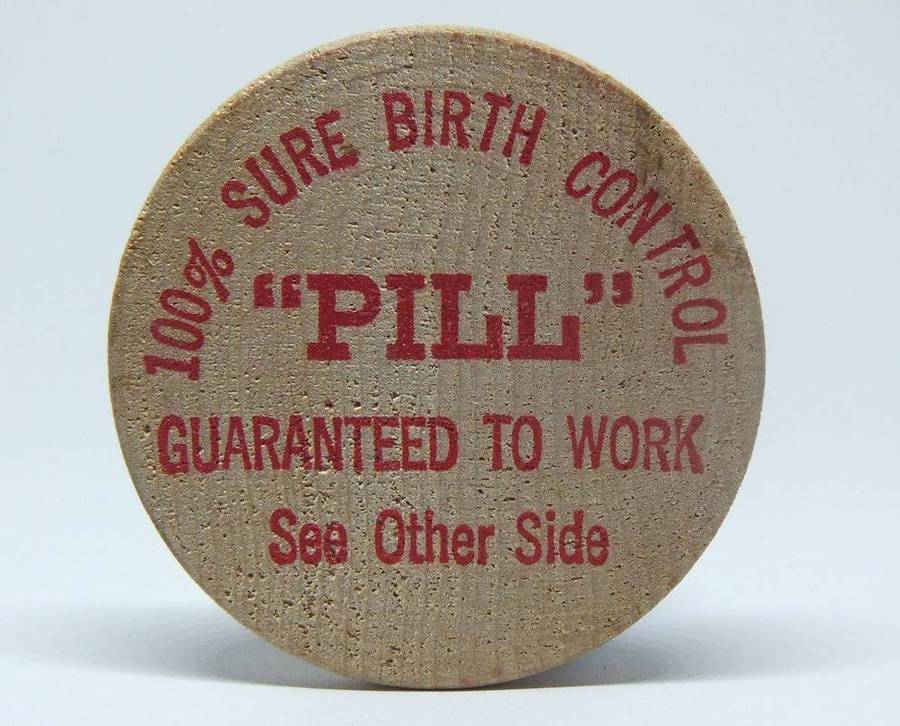 100% SURE BIRTH CONTROL
“PILL”
GUARANTEED TO WORK
See Other Side